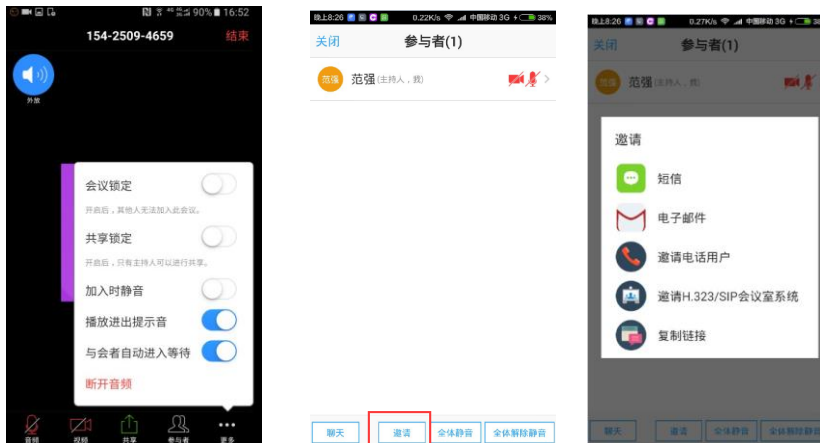 90% 16:52
154-2509-4659
结束
外放
会议锁定
开启后，其他人无法加入此会议。
共享锁定
开启后，只有主持人可以进行共享。
加入时静音
播放进出提示音
与会者自动进入等待
断开音频
音频 视频 共享 参与者 更多
晚上8:26 0.22K/s 中国移动 3G 38%
关闭 参与者(1)
范强 范强(主持人，我)
聊天 邀请 全体静音 全体解除静音
晚上8:26 0.27K/s 中国移动 3G 38%
关闭 参与者(1)
范强 范强(主持人，我)
邀请
短信
电子邮件
邀请电话用户
邀请H.323/SIP会议室系统
复制链接
聊天 邀请 全体静音 全体解除静音